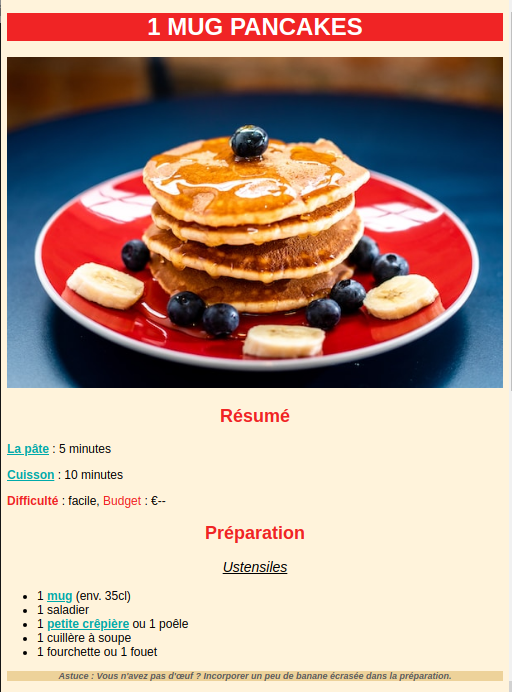 1 MUG PANCAKES
Résumé
La pâte : 5 minutes
Cuisson : 10 minutes
Difficulté : facile, Budget : €--
Préparation
Ustensiles
1 mug (env. 35cl)
1 saladier
1 petite crêpière ou 1 poêle
1 cuillère à soupe
1 fourchette ou 1 fouet
Astuce : Vous n'avez pas d'œuf ? Incorporer un peu de banane écrasée dans la préparation.